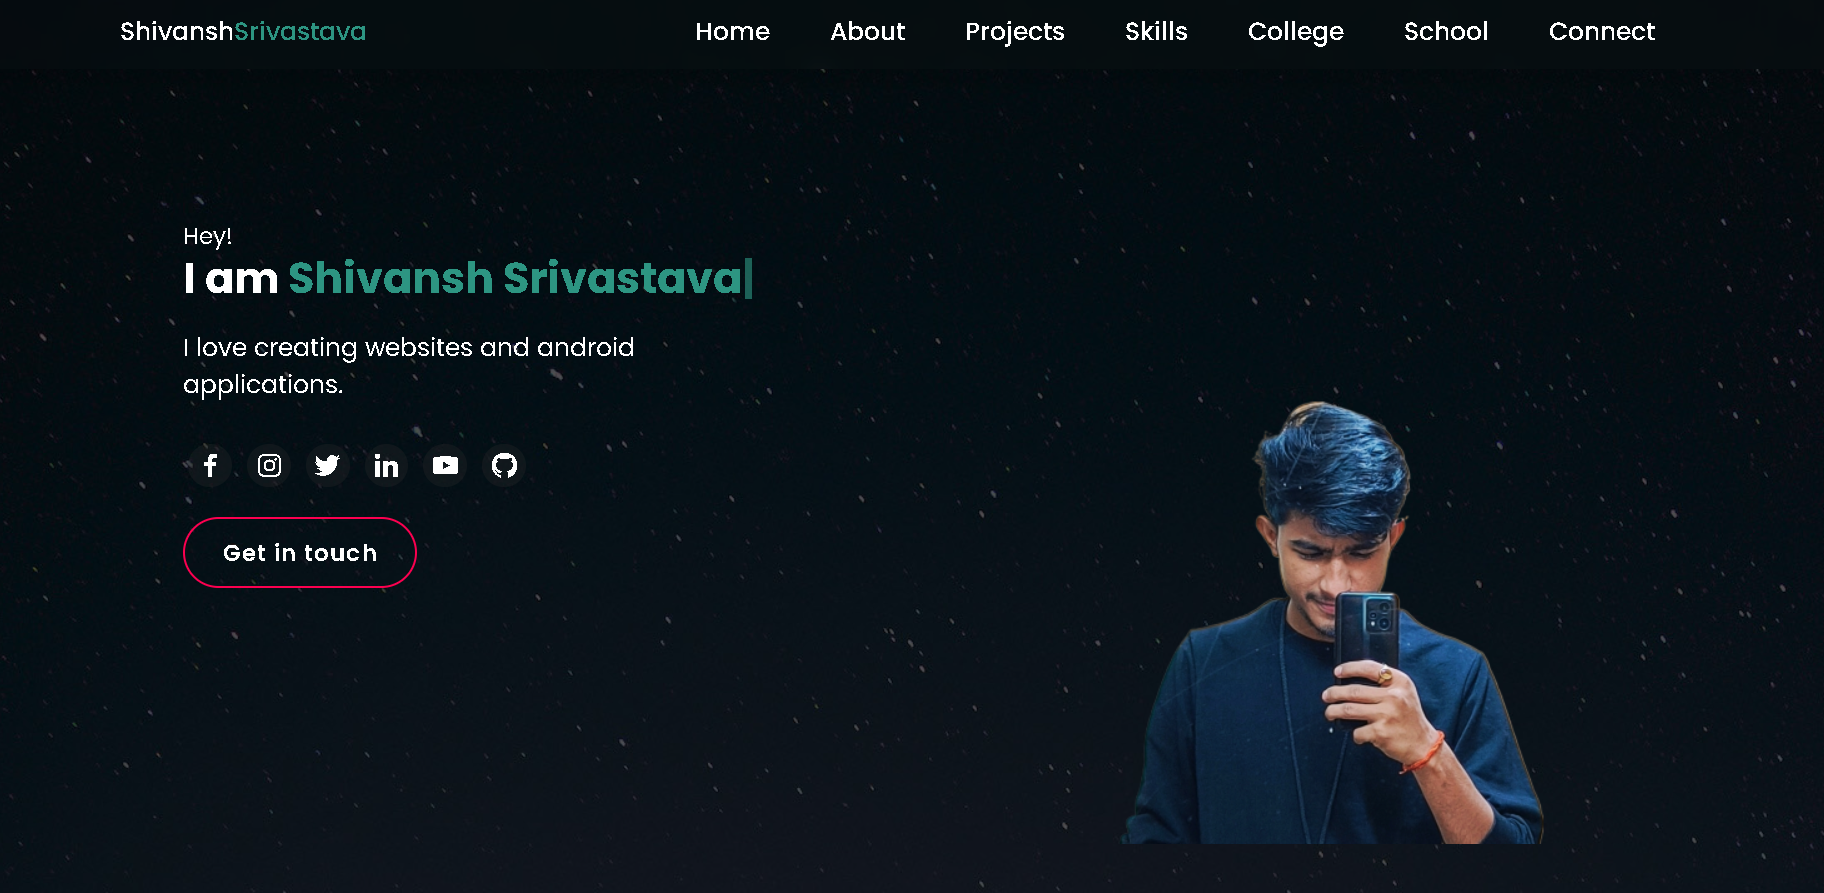 ShivanshSrivastava Home About Projects Skills College School Connect
Hey!
I am Shivansh Srivastava|
I love creating websites and android
applications.
Get in touch